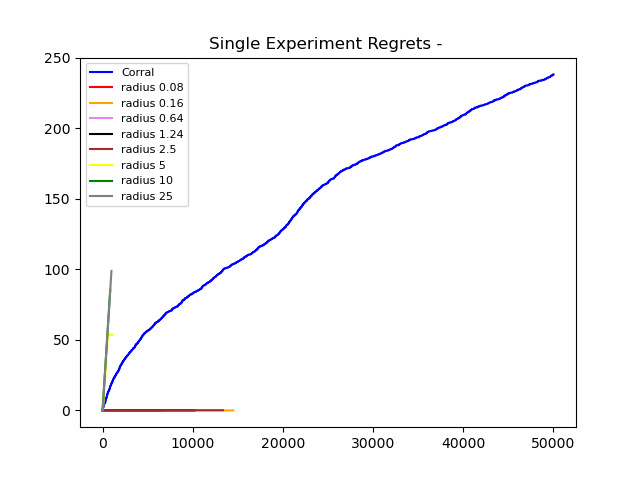 Single Experiment Regrets -
250
200
150
100
50
0
Corral
radius 0.08
radius 0.16
radius 0.64
radius 1.24
radius 2.5
radius 5
radius 10
radius 25
0 10000 20000 30000 40000 50000